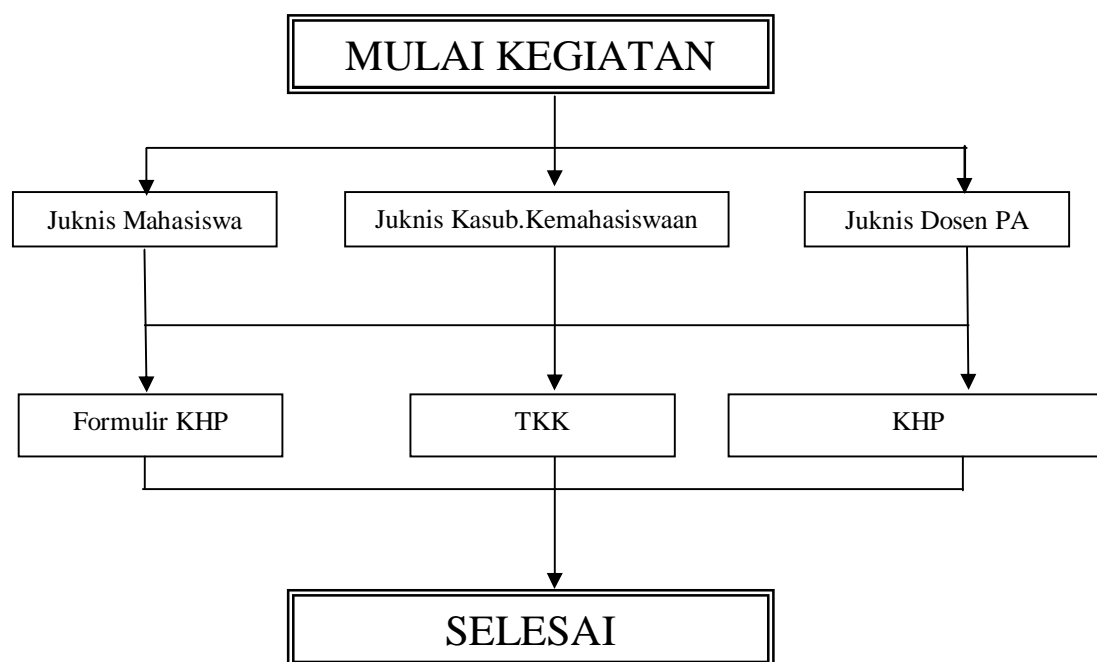 MULAI KEGIATAN
Juknis Mahasiswa
Juknis Kasub.Kemahasiswaan
Juknis Dosen PA
Formulir KHP
TKK
KHP
SELESAI